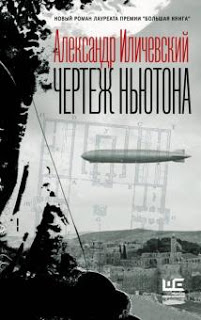 НОВЫЙ РОМАН ЛАУРЕАТА ПРЕМИИ "БОЛЬШАЯ КНИГА"
Александр Иличевский
ЧЕРТЕЖ НЬЮТОНА